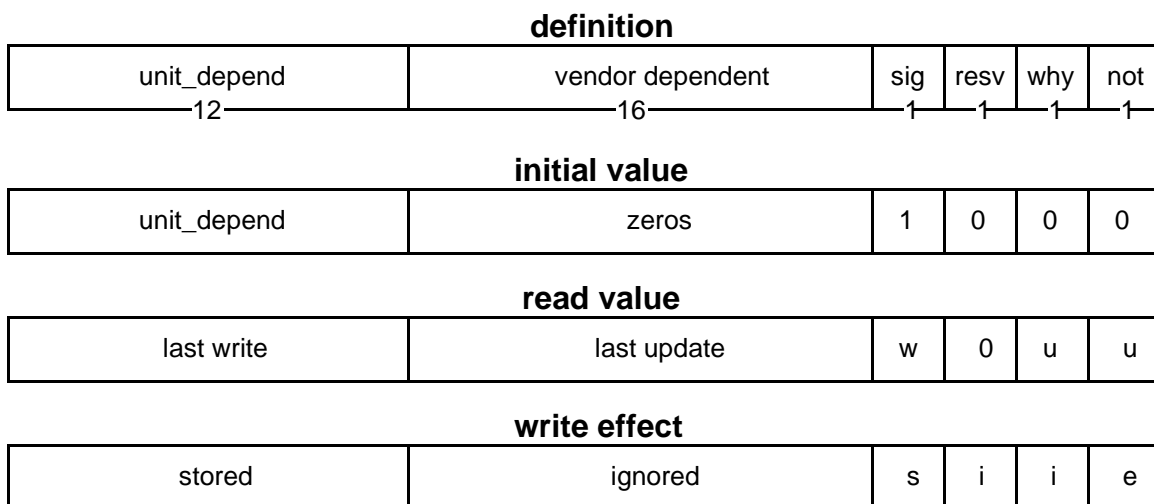 definition
unit_depend vendor dependent sig resv why not
12 16 1 1 1 1
initial value
unit_depend zeros 1 0 0 0
read value
last write last update w 0 u u
write effect
stored ignored s i i e